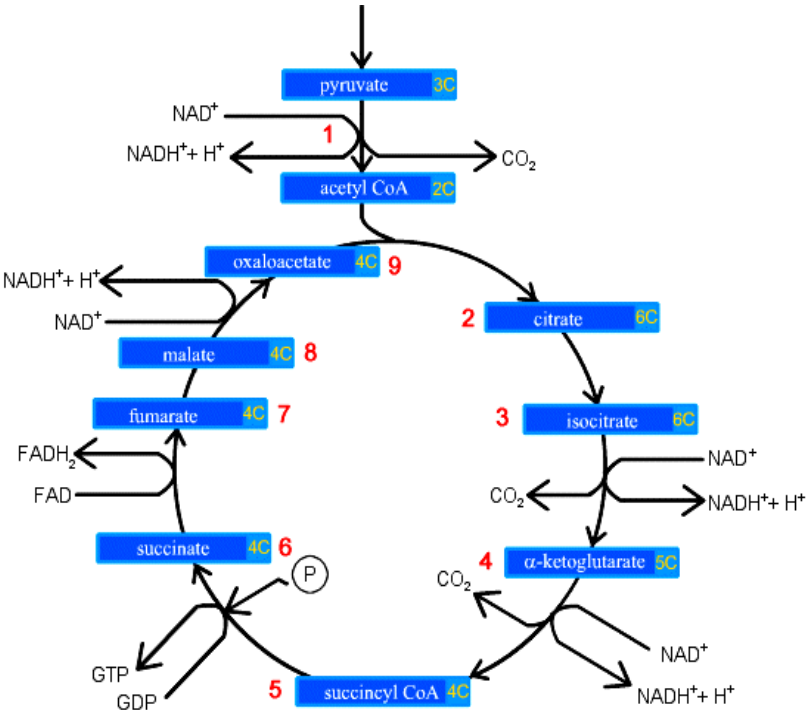 pyruvate 3C
NAD⁺
1
NADH⁺+ H⁺
CO₂
acetyl CoA 2C
oxaloacetate 4C
9
NADH⁺+ H⁺
NAD⁺
2
citrate 6C
malate 4C
8
fumarate 4C
7
3
isocitrate 6C
FADH₂
FAD
NAD⁺
CO₂
NADH⁺+ H⁺
succinate 4C
6
4
α-ketoglutarate 5C
P
CO₂
GTP
GDP
NAD⁺
NADH⁺+ H⁺
5
succincyl CoA 4C